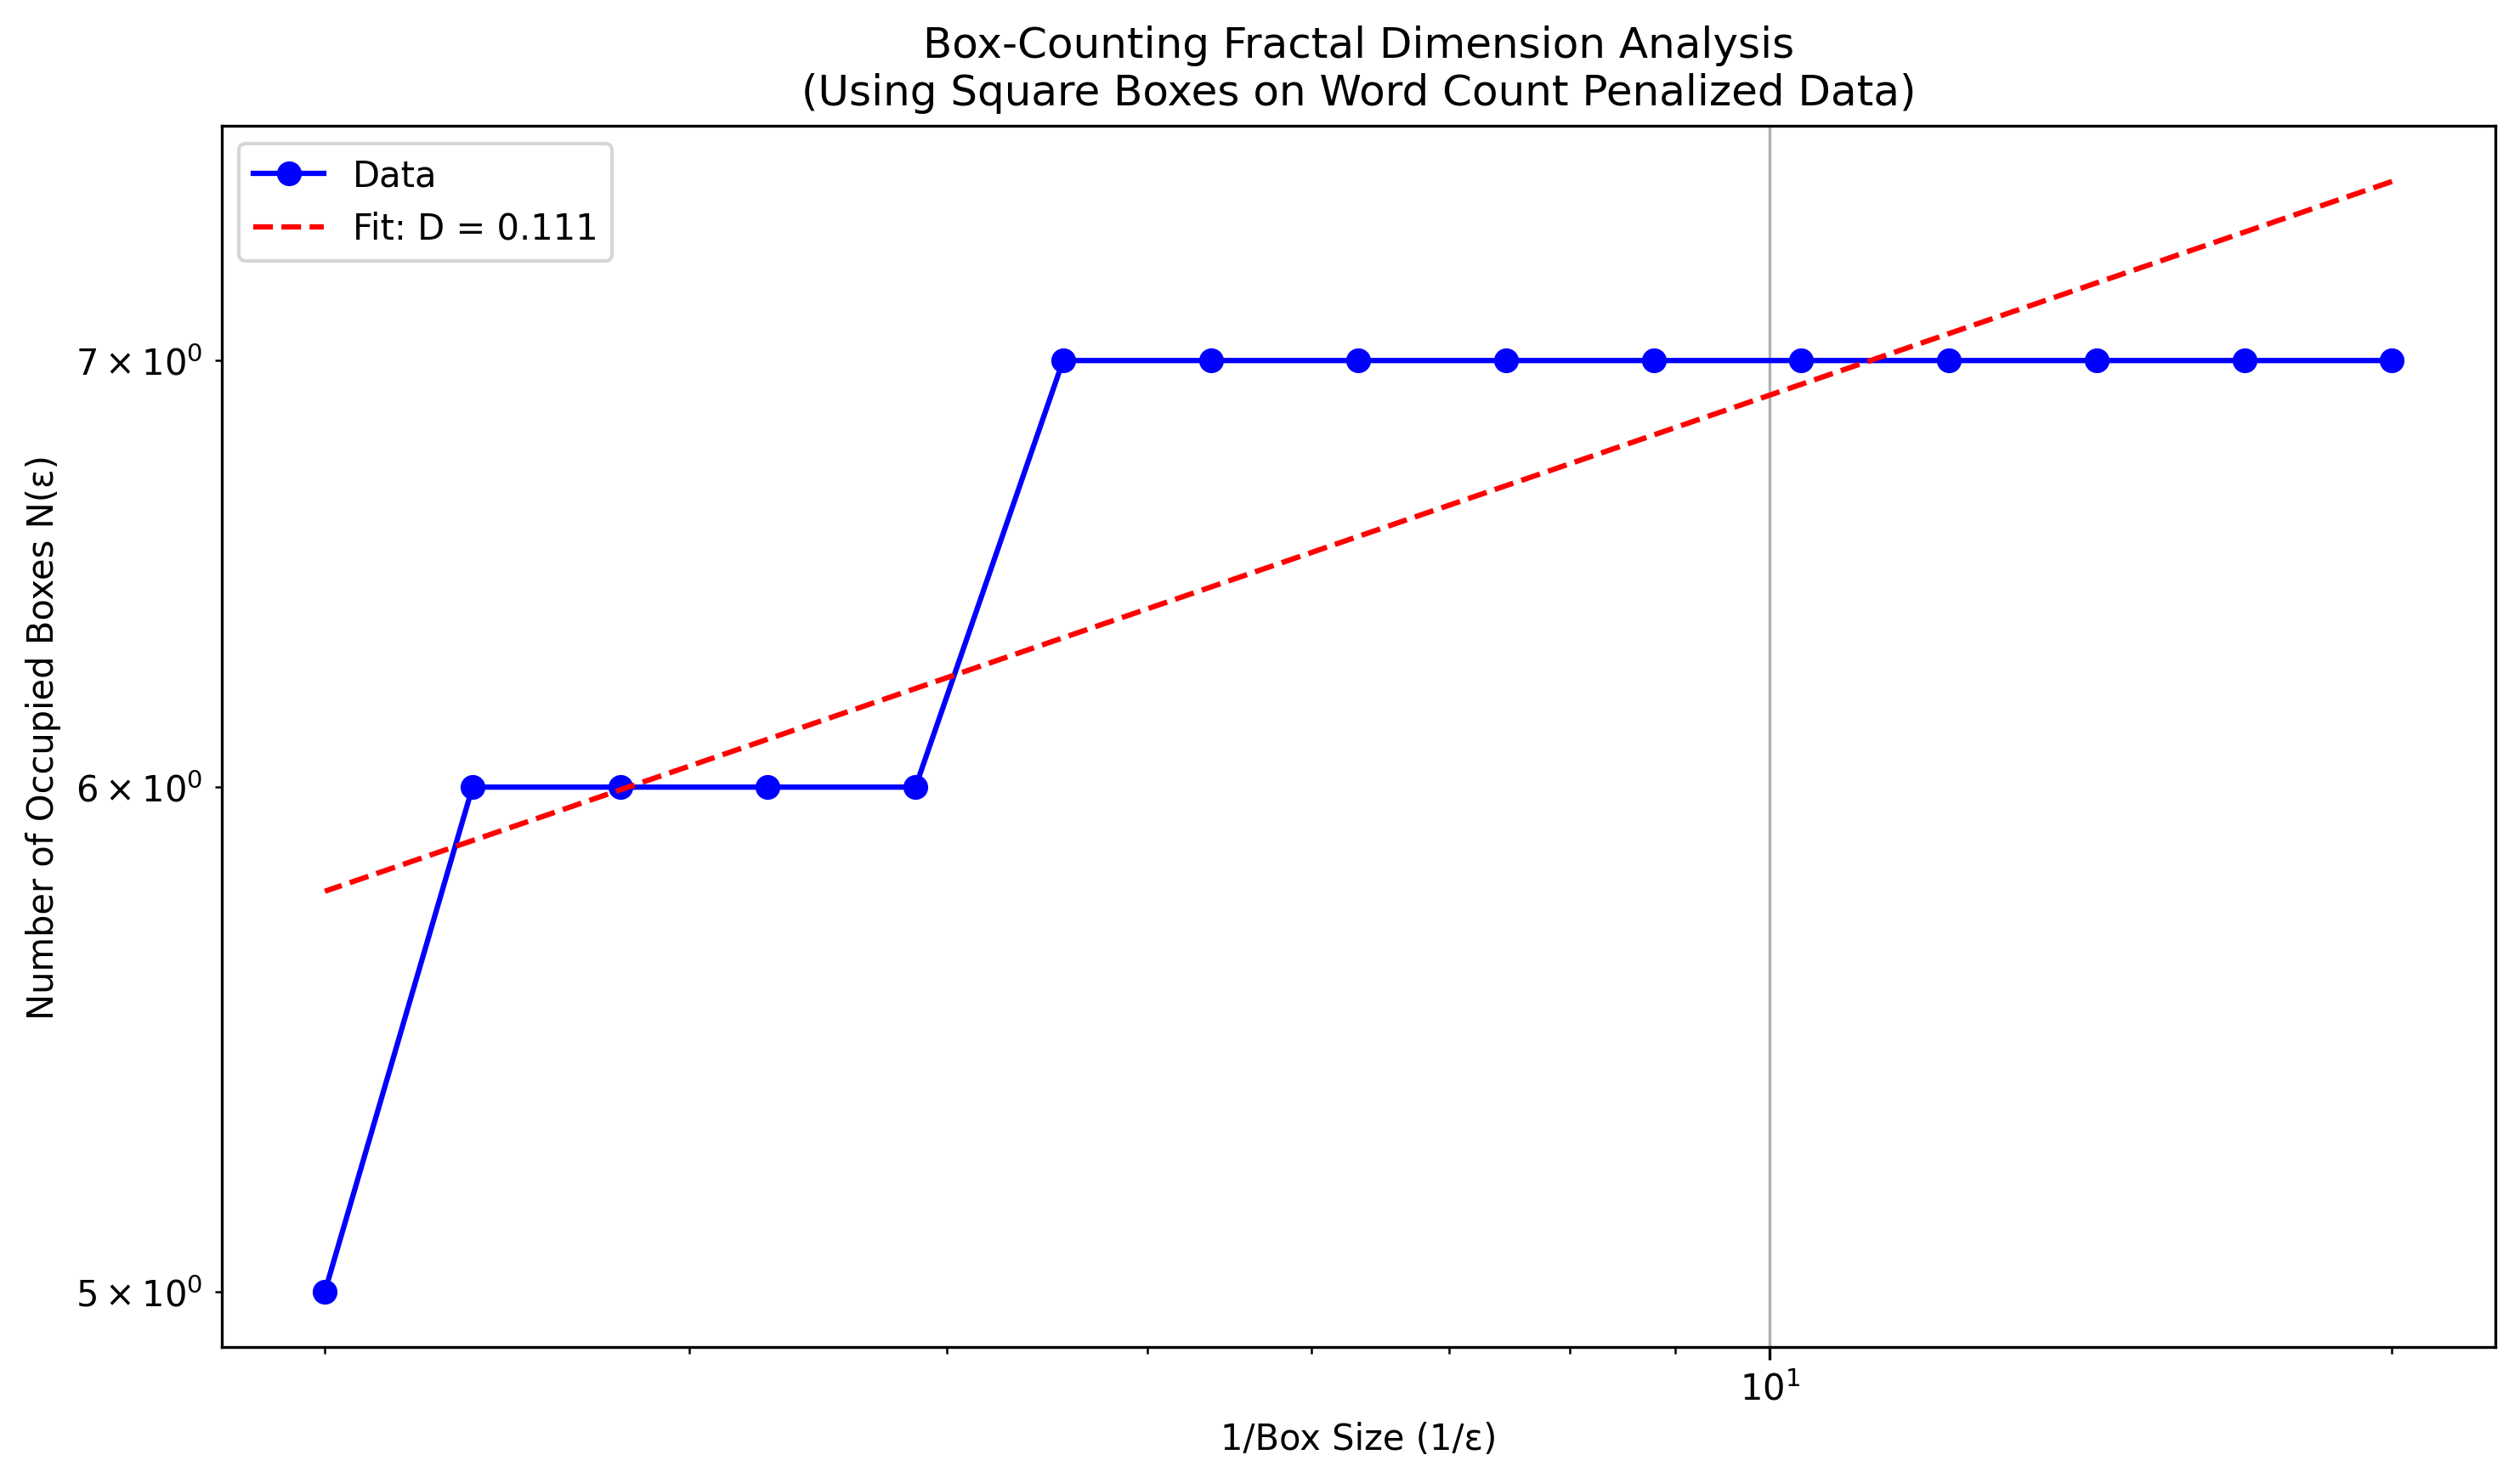 Box-Counting Fractal Dimension Analysis
(Using Square Boxes on Word Count Penalized Data)
Data
Fit: D = 0.111
Number of Occupied Boxes N(ε)
7 × 10⁰
6 × 10⁰
5 × 10⁰
10¹
1/Box Size (1/ε)